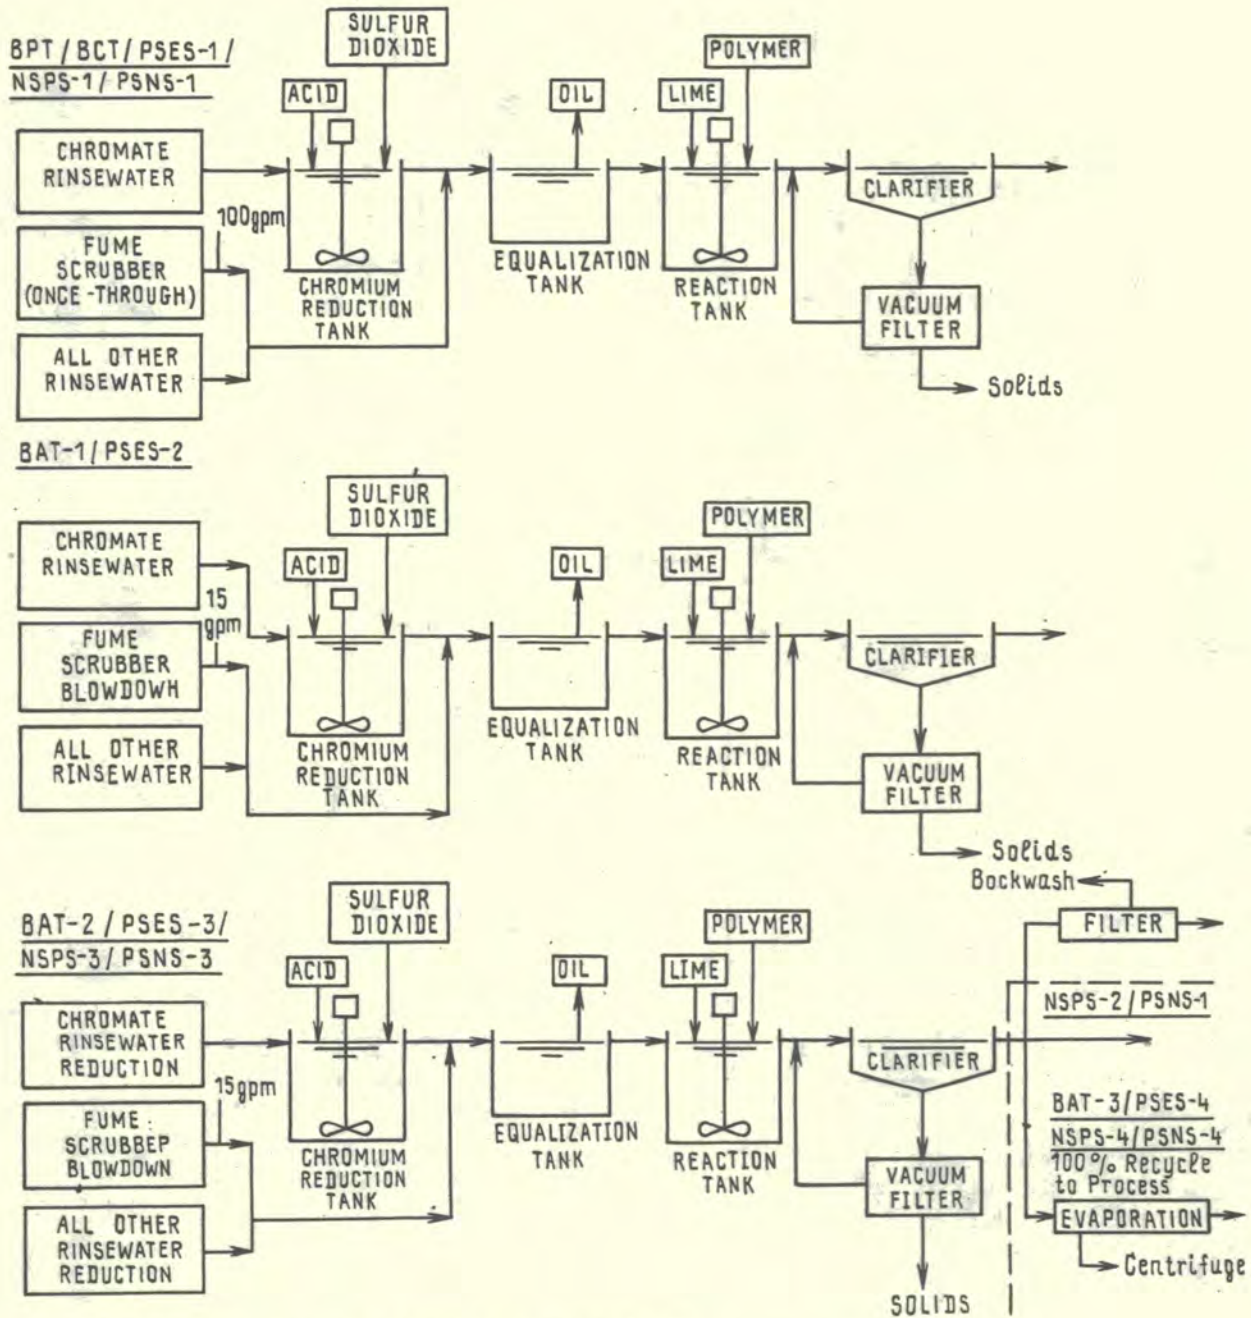 BPT / BCT / PSES-1 /
NSPS-1 / PSNS-1
SULFUR
DIOXIDE
ACID
OIL
LIME
POLYMER
CHROMATE
RINSEWATER
100gpm
FUME
SCRUBBER
(ONCE-THROUGH)
ALL OTHER
RINSEWATER
CHROMIUM
REDUCTION
TANK
EQUALIZATION
TANK
REACTION
TANK
CLARIFIER
VACUUM
FILTER
Solids
BAT-1 / PSES-2
SULFUR
DIOXIDE
ACID
OIL
LIME
POLYMER
CHROMATE
RINSEWATER
15
gpm
FUME
SCRUBBER
BLOWDOWH
ALL OTHER
RINSEWATER
CHROMIUM
REDUCTION
TANK
EQUALIZATION
TANK
REACTION
TANK
CLARIFIER
VACUUM
FILTER
Solids
Bockwash
FILTER
BAT-2 / PSES-3/
NSPS-3/ PSNS-3
SULFUR
DIOXIDE
ACID
OIL
LIME
POLYMER
CHROMATE
RINSEWATER
REDUCTION
15gpm
FUME :
SCRUBBEP
BLOWDOWN
ALL OTHER
RINSEWATER
REDUCTION
CHROMIUM
REDUCTION
TANK
EQUALIZATION
TANK
REACTION
TANK
CLARIFIER
VACUUM
FILTER
SOLIDS
NSPS-2 / PSNS-1
BAT-3/PSES-4
NSPS-4/PSNS-4
100% Recycle
to Process
EVAPORATION
Centrifuge